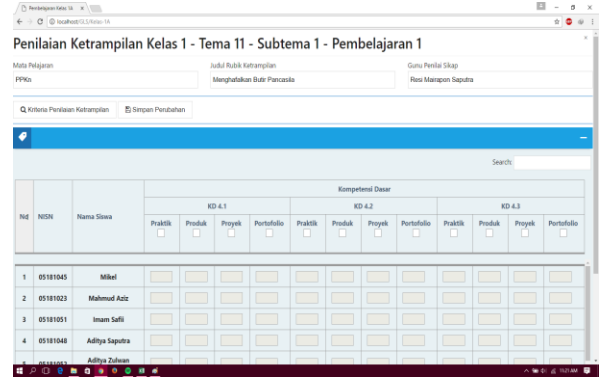 Pembelajaran Kelas 1A
localhost/GLS/Kelas-1A
Penilaian Ketrampilan Kelas 1 - Tema 11 - Subtema 1 - Pembelajaran 1
Mata Pelajaran Judul Rubik Ketrampilan Guru Penilai Sikap
PPKn Menghafalkan Butir Pancasila Resi Mairapon Saputra
Kriteria Penilaian Ketrampilan Simpan Perubahan
Search:
Kompetensi Dasar
KD 4.1 KD 4.2 KD 4.3
No NISN Nama Siswa
Praktik Produk Proyek Portofolio Praktik Produk Proyek Portofolio Praktik Produk Proyek Portofolio
1 05181045 Mikel
2 05181023 Mahmud Aziz
3 05181051 Imam Safii
4 05181048 Aditya Saputra
Aditya Zulwan
11:21 AM